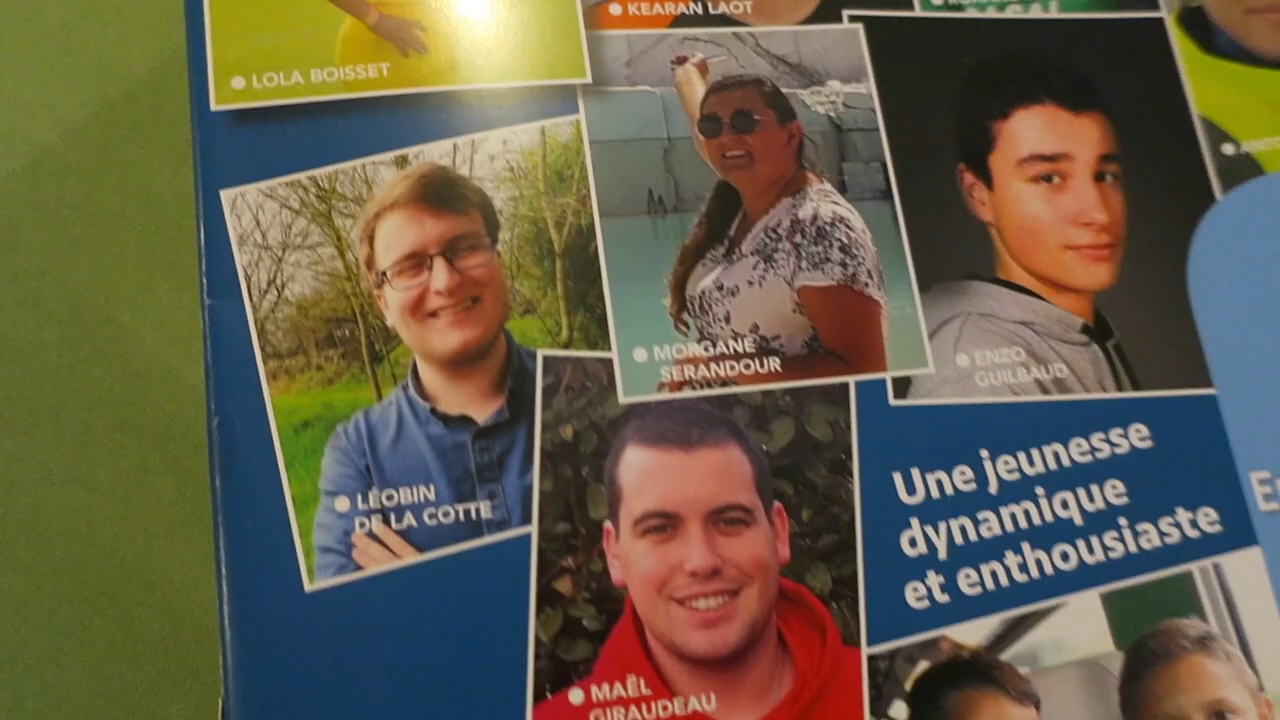 KEARAN LAOT
LOLA BOISSET
MORGANE
SERANDOUR
ENZO
GUILBAUD
LÉOBIN
DE LA COTTE
Une jeunesse
dynamique
et enthousiaste
MAËL
GIRAUDEAU